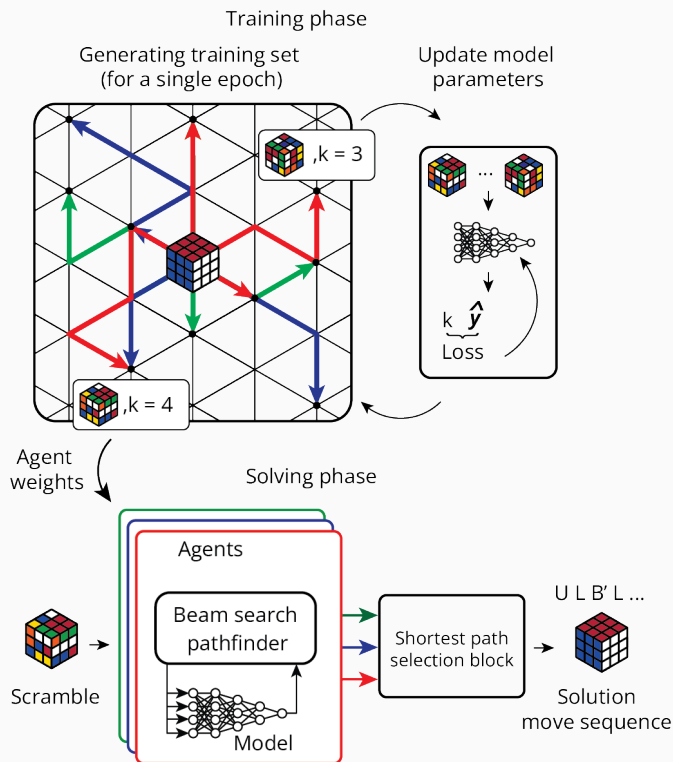 Training phase
Generating training set
(for a single epoch)
Update model
parameters
,k = 3
...
k ŷ
Loss
,k = 4
Agent
weights
Solving phase
Agents
Beam search
pathfinder
Model
Scramble
Shortest path
selection block
U L B’ L ...
Solution
move sequence